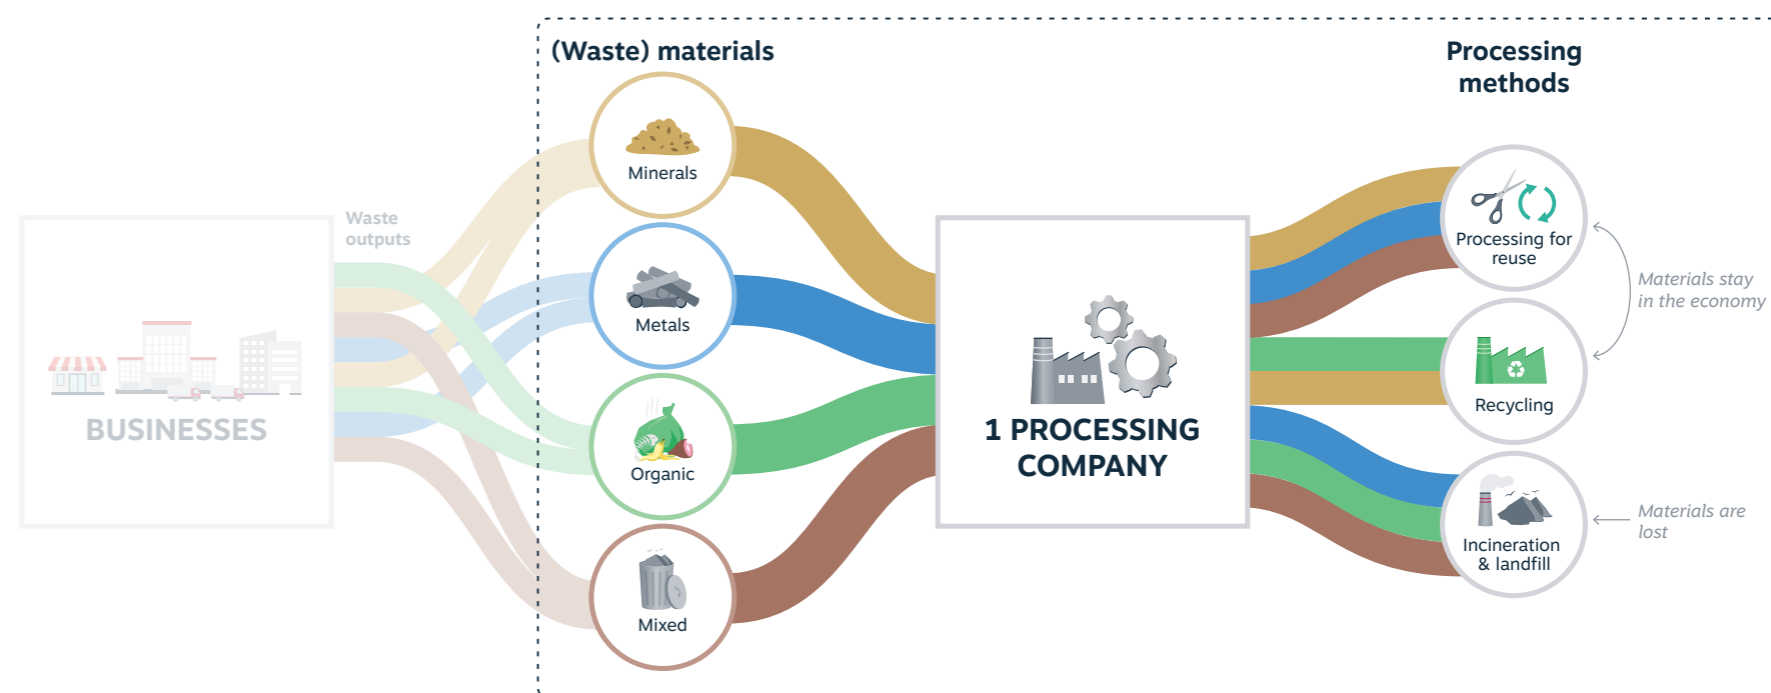 (Waste) materials
Processing
methods
Minerals
Waste
outputs
Metals
BUSINESSES
Organic
Mixed
1 PROCESSING
COMPANY
Processing for
reuse
Materials stay
in the economy
Recycling
Incineration
& landfill
Materials are
lost